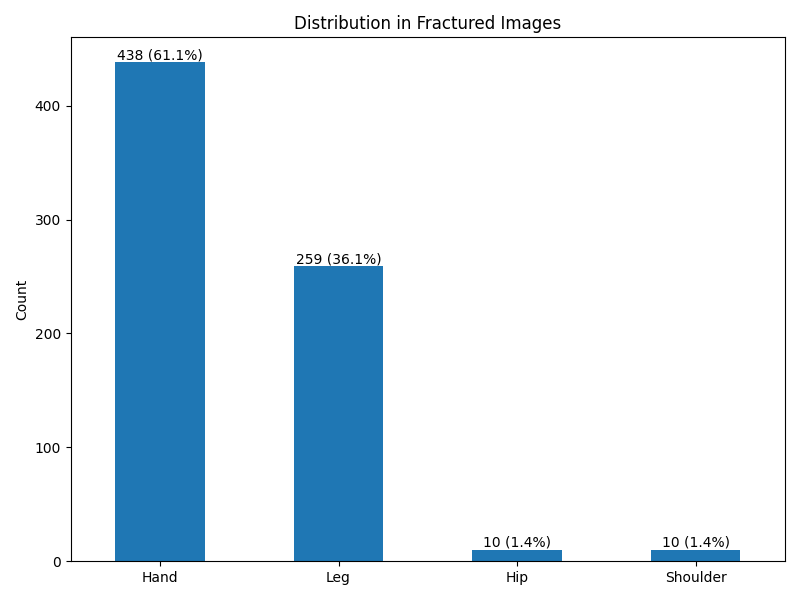 Distribution in Fractured Images
438 (61.1%)
259 (36.1%)
10 (1.4%)
10 (1.4%)
Count
400
300
200
100
0
Hand
Leg
Hip
Shoulder